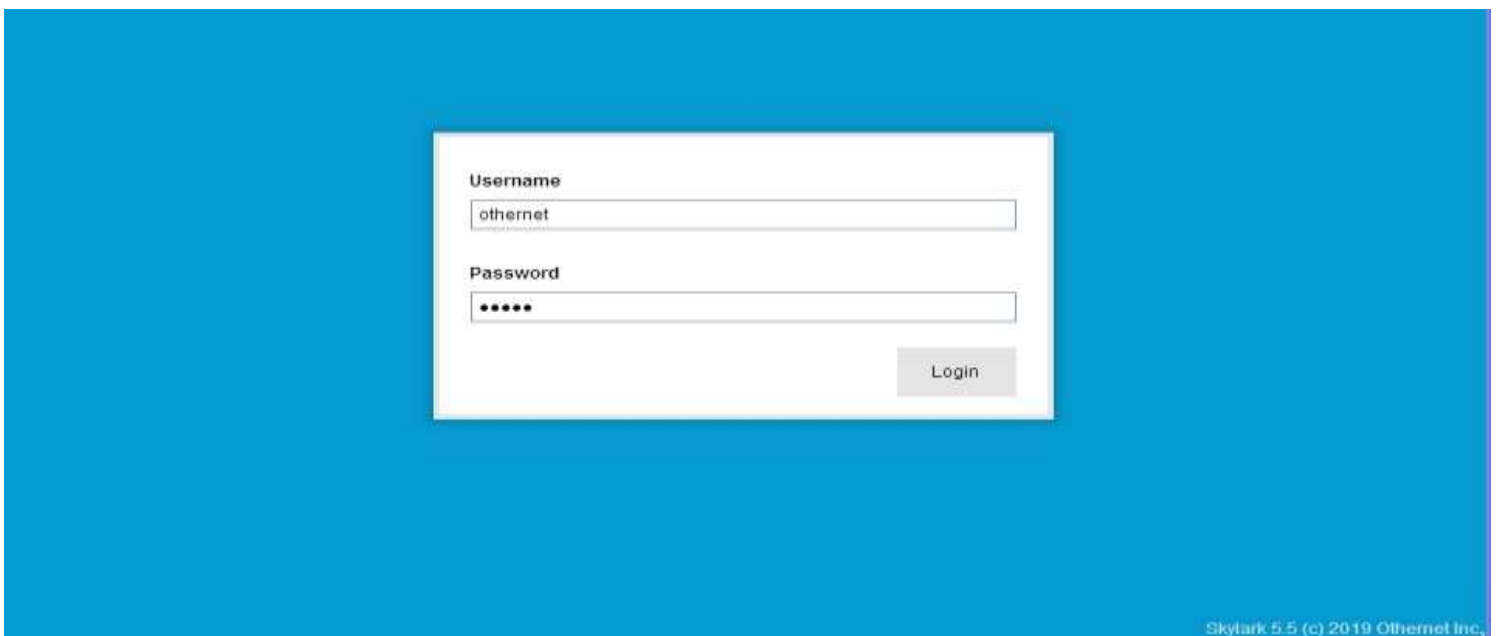 Username
othernet
Password
•••••
Login
Skylark 5.5 (c) 2019 Othernet Inc,